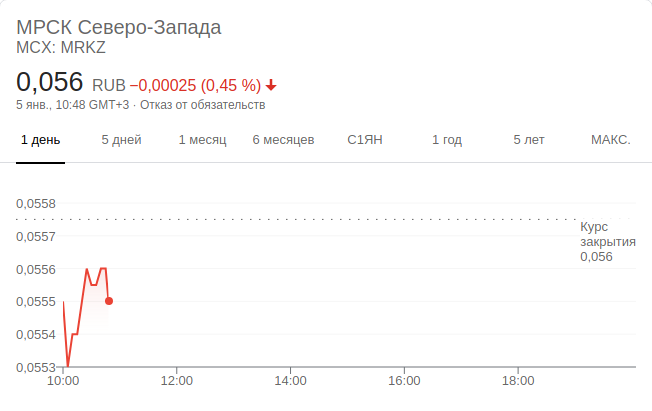 МРСК Северо-Запада
MCX: MRKZ
0,056 RUB −0,00025 (0,45 %)
5 янв., 10:48 GMT+3 · Отказ от обязательств
1 день 5 дней 1 месяц 6 месяцев С1ЯН 1 год 5 лет МАКС.
0,0558
Курс
закрытия
0,056
0,0557
0,0556
0,0555
0,0554
0,0553
10:00 12:00 14:00 16:00 18:00